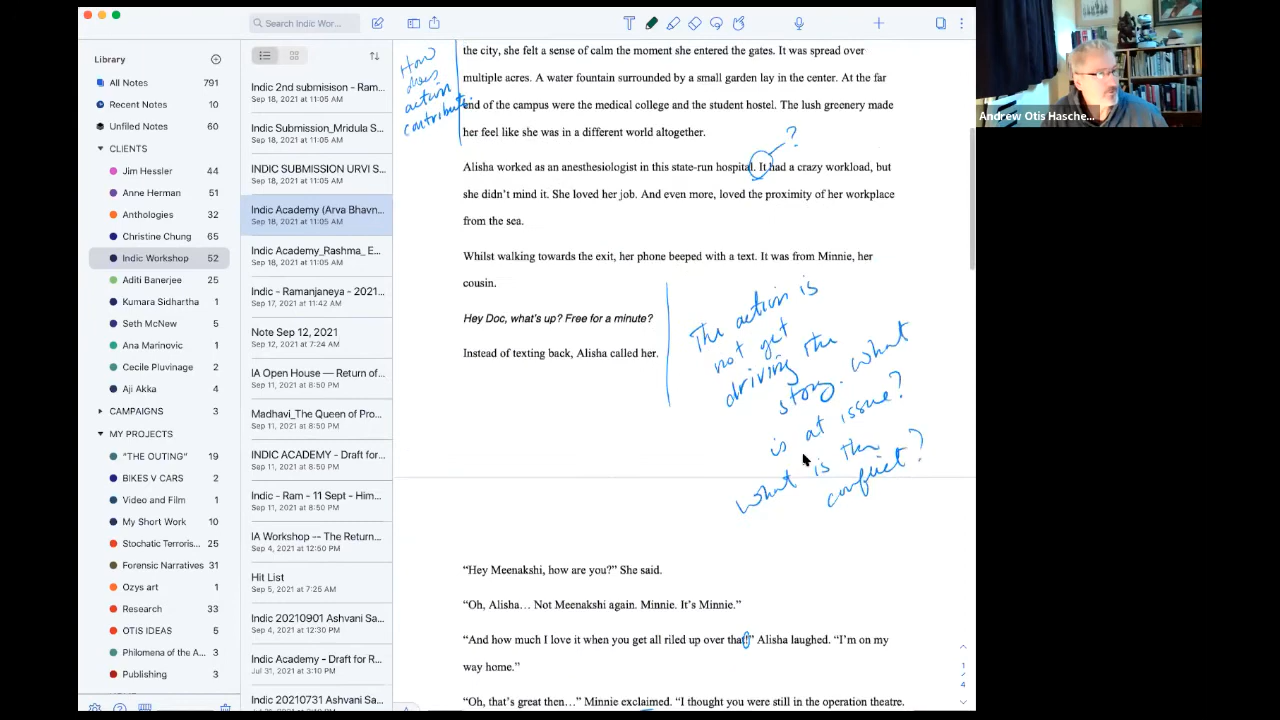 Search Indic Wor...
Library
All Notes 791
Recent Notes 10
Unfiled Notes 60
CLIENTS
Jim Hessler 44
Anne Herman 51
Anthologies 32
Christine Chung 65
Indic Workshop 52
Aditi Banerjee 25
Kumara Sidhartha 1
Seth McNew 5
Ana Marinovic 1
Cecile Pluvinage 2
Aji Akka 4
CAMPAIGNS 3
MY PROJECTS
"THE OUTING" 19
BIKES V CARS 2
Video and Film 1
My Short Work 10
Stochatic Terroris... 25
Forensic Narratives 31
Ozys art 1
Research 33
OTIS IDEAS 5
Philomena of the A... 3
Publishing 3
Indic 2nd submisison - Ram...
Sep 18, 2021 at 11:05 AM
Indic Submission_Mridula S...
Sep 18, 2021 at 11:05 AM
INDIC SUBMISSION URVI S...
Sep 18, 2021 at 11:05 AM
Indic Academy (Arva Bhavn...
Sep 18, 2021 at 11:05 AM
Indic Academy_Rashma_ E...
Sep 18, 2021 at 11:05 AM
Indic - Ramanjaneya - 2021...
Sep 17, 2021 at 11:42 AM
Note Sep 12, 2021
Sep 12, 2021 at 7:24 AM
IA Open House — Return of...
Sep 11, 2021 at 8:50 PM
Madhavi_The Queen of Pro...
Sep 11, 2021 at 8:50 PM
INDIC ACADEMY - Draft for...
Sep 11, 2021 at 8:50 PM
Indic - Ram - 11 Sept - Him...
Sep 11, 2021 at 8:50 PM
IA Workshop -- The Return...
Sep 4, 2021 at 12:50 PM
Hit List
Sep 5, 2021 at 7:25 AM
Indic 20210901 Ashvani Sa...
Sep 4, 2021 at 12:30 PM
Indic Academy - Draft for R...
Jul 31, 2021 at 3:10 PM
Indic 20210731 Ashvani Sa...
How
does
action
contribute
the city, she felt a sense of calm the moment she entered the gates. It was spread over
multiple acres. A water fountain surrounded by a small garden lay in the center. At the far
end of the campus were the medical college and the student hostel. The lush greenery made
her feel like she was in a different world altogether.
?
Alisha worked as an anesthesiologist in this state-run hospital. It had a crazy workload, but
she didn't mind it. She loved her job. And even more, loved the proximity of her workplace
from the sea.
Whilst walking towards the exit, her phone beeped with a text. It was from Minnie, her
cousin.
Hey Doc, what's up? Free for a minute?
Instead of texting back, Alisha called her.
The action is
not yet
driving the
story. What
is at issue?
What is the
conflict?
"Hey Meenakshi, how are you?" She said.
"Oh, Alisha… Not Meenakshi again. Minnie. It's Minnie."
"And how much I love it when you get all riled up over that!" Alisha laughed. "I'm on my
way home."
"Oh, that's great then…" Minnie exclaimed. "I thought you were still in the operation theatre.
1
4
Andrew Otis Hasche...